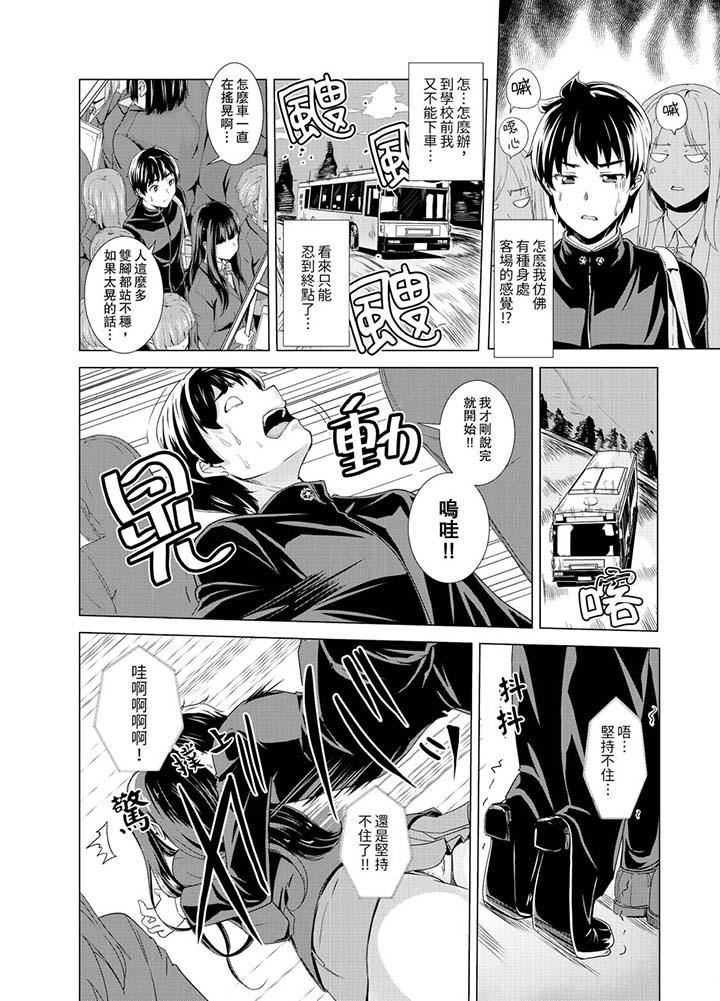 噁心
嘁
嘁
怎麼我仿佛
有種身處
客場的感覺!?
怎…怎麼辦,
到學校前我
又不能下車…
颼
颼
看來只能
忍到終點了…
怎麼車一直
在搖晃啊…
人這麼多
雙腳都站不穩,
如果太晃的話…
喀
我才剛說完
就開始!!
嗚哇!!
晃
動
抖
抖
唔…
堅持不住…
還是堅持
不住了!!
撲上
哇啊啊啊啊!
驚